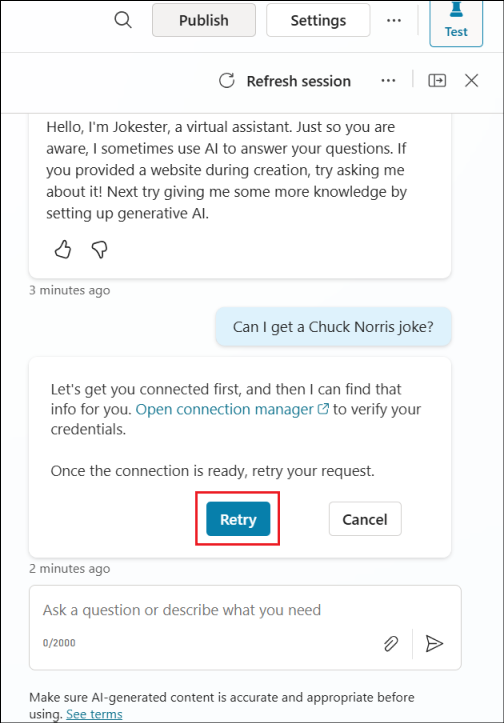 Publish
Settings
Test
Refresh session
Hello, I'm Jokester, a virtual assistant. Just so you are
aware, I sometimes use AI to answer your questions. If
you provided a website during creation, try asking me
about it! Next try giving me some more knowledge by
setting up generative AI.
3 minutes ago
Can I get a Chuck Norris joke?
Let's get you connected first, and then I can find that
info for you. Open connection manager to verify your
credentials.
Once the connection is ready, retry your request.
Retry
Cancel
2 minutes ago
Ask a question or describe what you need
0/2000
Make sure AI-generated content is accurate and appropriate before
using. See terms